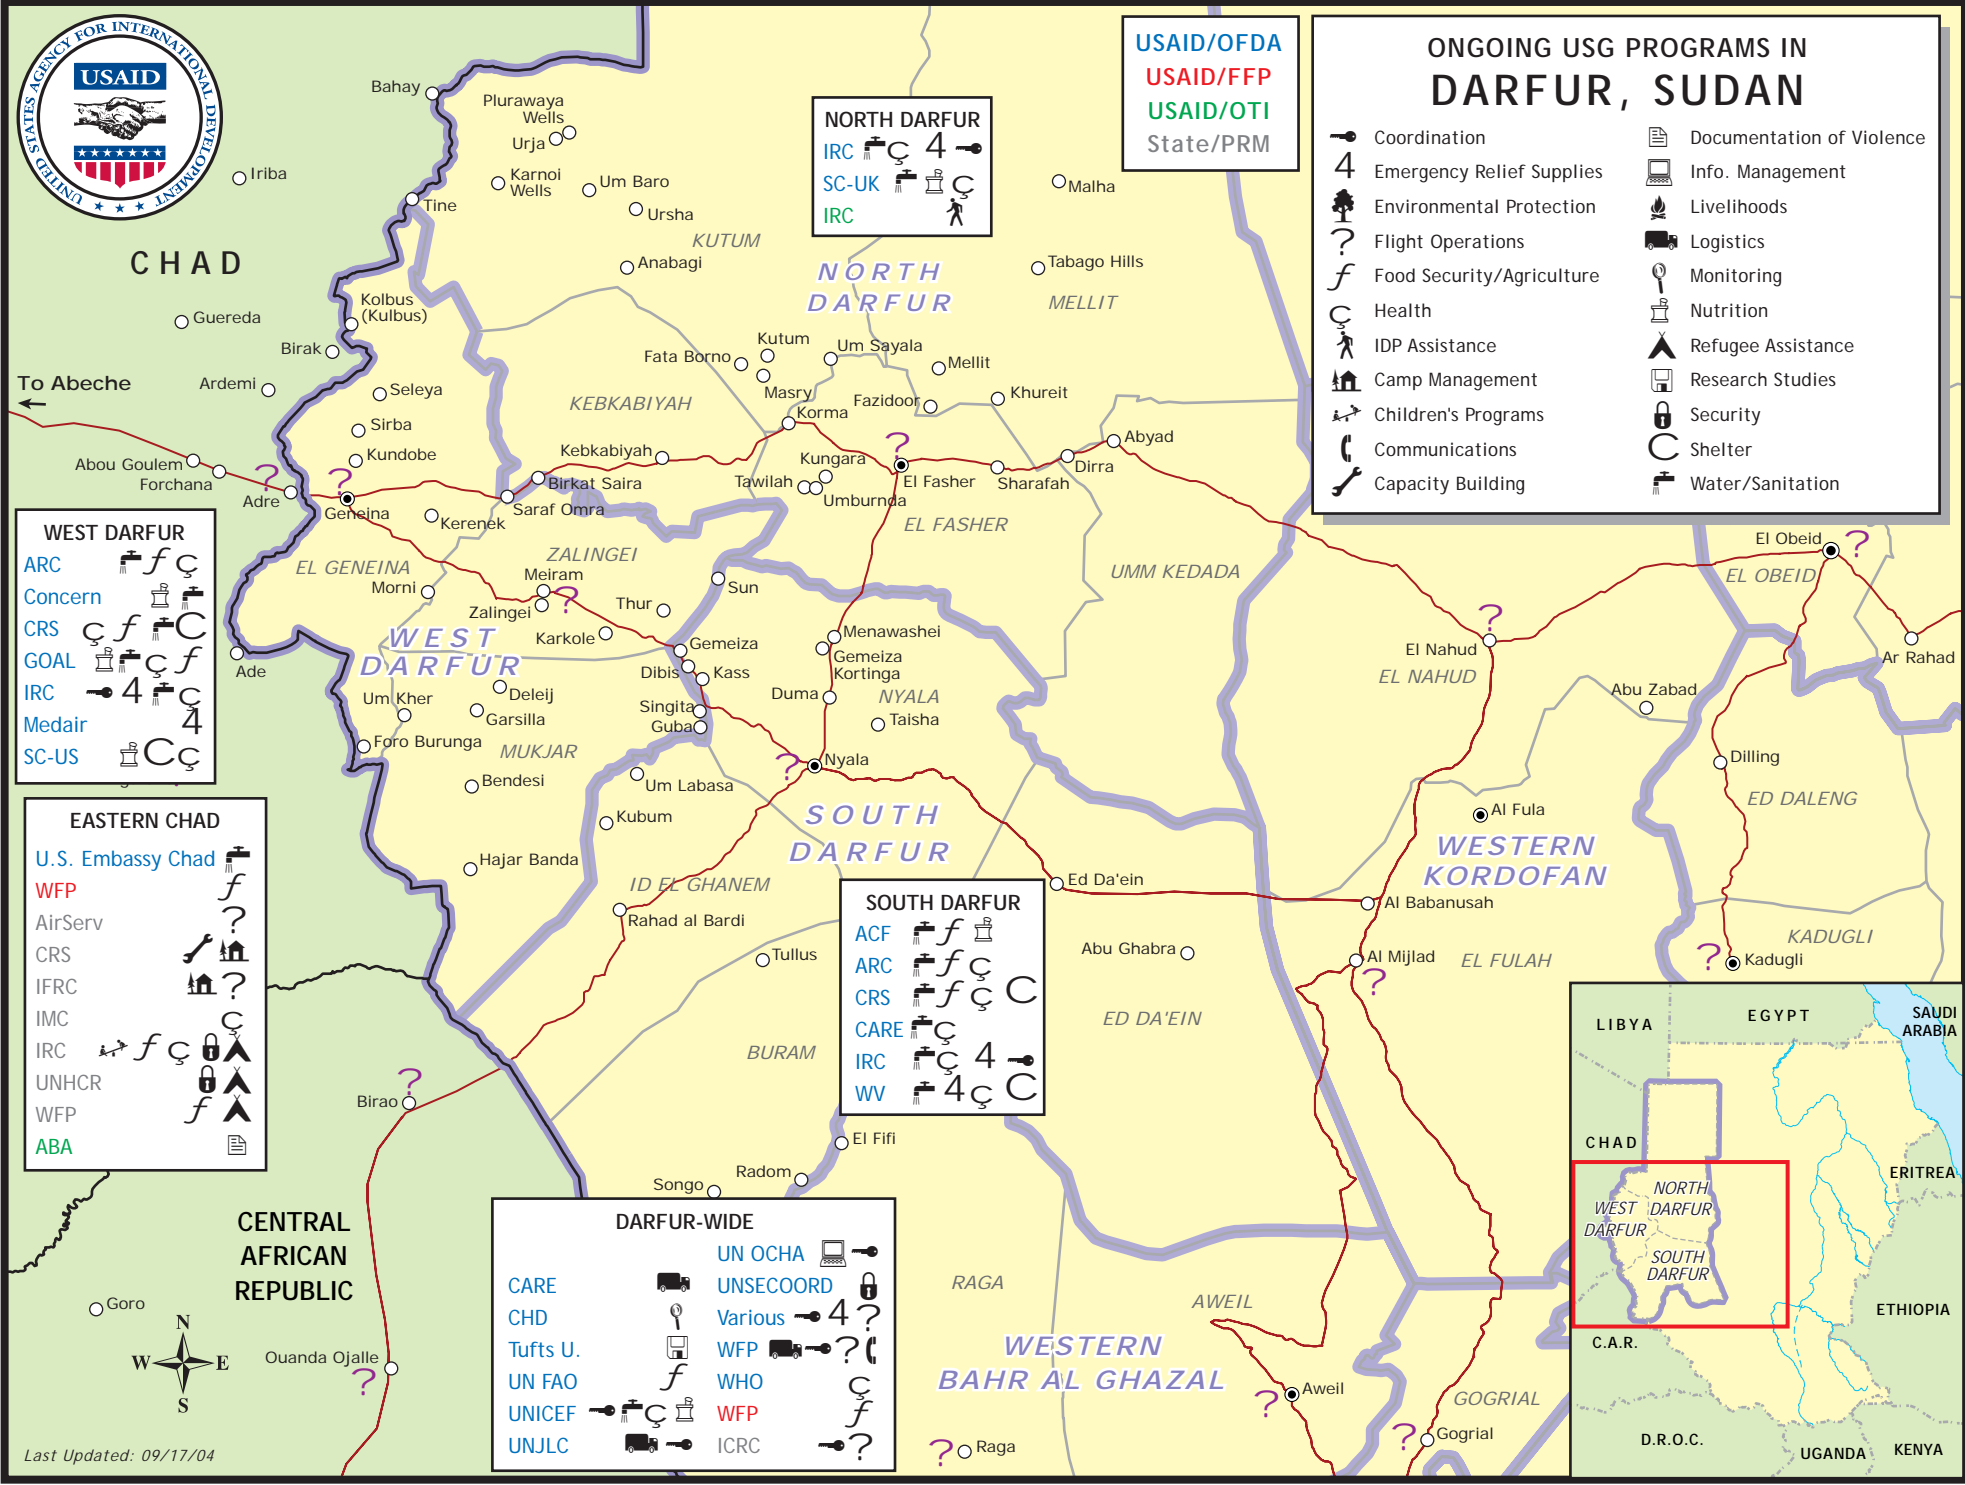 UNITED STATES AGENCY FOR INTERNATIONAL DEVELOPMENT
USAID
USAID/OFDA
USAID/FFP
USAID/OTI
State/PRM
ONGOING USG PROGRAMS IN
DARFUR, SUDAN
Coordination
4 Emergency Relief Supplies
Environmental Protection
? Flight Operations
ƒ Food Security/Agriculture
ç Health
IDP Assistance
Camp Management
Children's Programs
Communications
Capacity Building
Documentation of Violence
Info. Management
Livelihoods
Logistics
Monitoring
Nutrition
Refugee Assistance
Research Studies
Security
C Shelter
Water/Sanitation
NORTH DARFUR
IRC ç 4
SC-UK ç
IRC
Bahay
Plurawaya
Wells
Urja
Karnoi
Wells
Um Baro
Ursha
Iriba
Tine
Malha
KUTUM
CHAD
Anabagi
Tabago Hills
NORTH
DARFUR
MELLIT
Kolbus
(Kulbus)
Guereda
Birak
Kutum
Um Sayala
Fata Borno
Mellit
To Abeche
Ardemi
Seleya
Masry
Khureit
Fazidoor
KEBKABIYAH
Korma
Sirba
Abyad
Kebkabiyah
Kundobe
Kungara
Dirra
Abou Goulem
Forchana
?
?
?
Adre
Geneina
Birkat Saira
Tawilah
Umburnda
El Fasher
Sharafah
Saraf Omra
Kerenek
EL FASHER
WEST DARFUR
ARC ƒ ç
Concern
CRS ç ƒ C
GOAL ç ƒ
IRC 4 ç
Medair 4
SC-US C ç
EL GENEINA
ZALINGEI
Morni
Meiram
?
Zalingei
Thur
Sun
UMM KEDADA
El Obeid
?
EL OBEID
Karkole
WEST
DARFUR
Gemeiza
Menawashei
Gemeiza
Kortinga
?
El Nahud
EL NAHUD
Ar Rahad
Ade
Dibis
Kass
Um Kher
Deleij
Garsilla
Singita
Guba
Duma
NYALA
Taisha
Abu Zabad
Foro Burunga
MUKJAR
?
Nyala
Dilling
Bendesi
Um Labasa
ED DALENG
Kubum
SOUTH
DARFUR
Al Fula
WESTERN
KORDOFAN
Hajar Banda
ID EL GHANEM
Ed Da'ein
Rahad al Bardi
Al Babanusah
Tullus
Abu Ghabra
Al Mijlad
?
EL FULAH
KADUGLI
?
Kadugli
EASTERN CHAD
U.S. Embassy Chad
WFP ƒ
AirServ ?
CRS
IFRC ?
IMC ç
IRC ƒ ç
UNHCR
WFP ƒ
ABA
SOUTH DARFUR
ACF ƒ
ARC ƒ ç
CRS ƒ ç C
CARE ç
IRC ç 4
WV 4 ç C
ED DA'EIN
BURAM
?
Birao
El Fifi
Radom
Songo
CENTRAL
AFRICAN
REPUBLIC
Goro
N
W E
S
Ouanda Ojalle
?
Last Updated: 09/17/04
DARFUR-WIDE
CARE
CHD
Tufts U.
UN FAO ƒ
UNICEF ç
UNJLC
UN OCHA
UNSECOORD
Various 4 ?
WFP ?
WHO ç
WFP ƒ
ICRC ?
RAGA
AWEIL
WESTERN
BAHR AL GHAZAL
?
Aweil
GOGRIAL
?
Gogrial
?
Raga
LIBYA
EGYPT
SAUDI
ARABIA
CHAD
ERITREA
NORTH
DARFUR
WEST
DARFUR
SOUTH
DARFUR
ETHIOPIA
C.A.R.
D.R.O.C.
UGANDA
KENYA